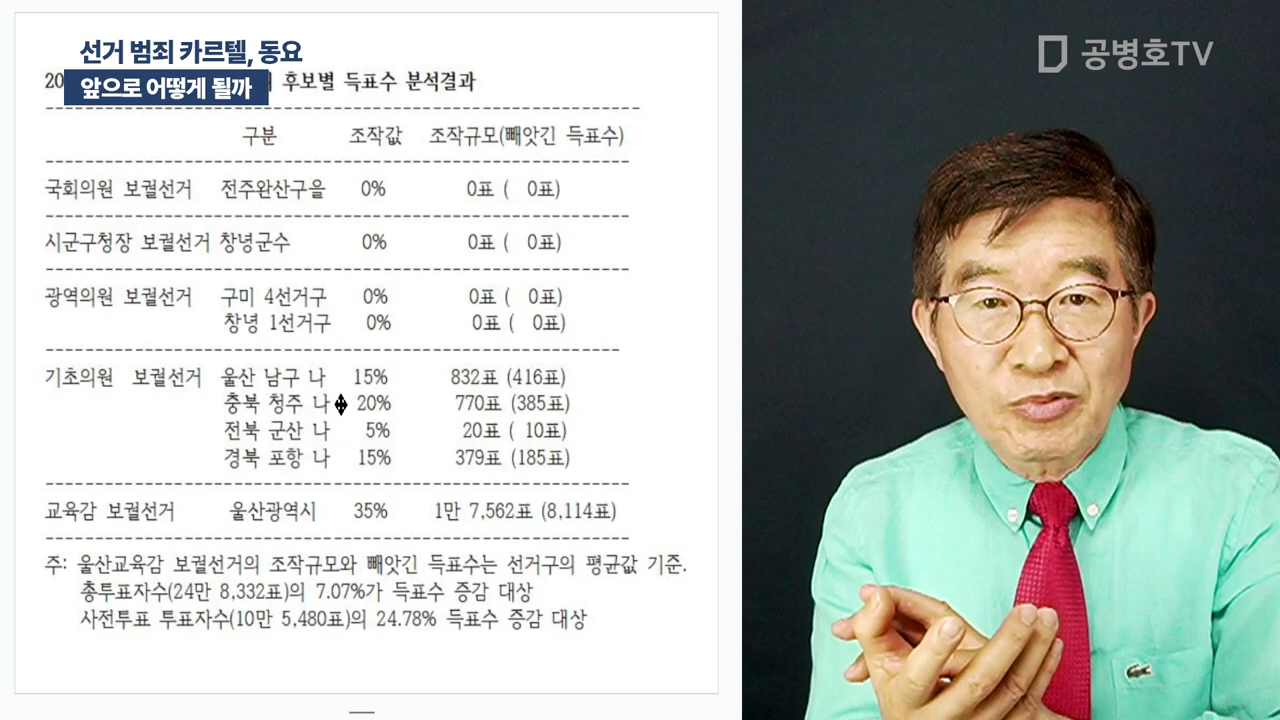 선거 범죄 카르텔, 동요
앞으로 어떻게 될까
공병호TV
20 후보별 득표수 분석결과
구분 조작값 조작규모(빼앗긴 득표수)
국회의원 보궐선거 전주완산구을 0% 0표 ( 0표)
시군구청장 보궐선거 창녕군수 0% 0표 ( 0표)
광역의원 보궐선거 구미 4선거구 0% 0표 ( 0표)
창녕 1선거구 0% 0표 ( 0표)
기초의원 보궐선거 울산 남구 나 15% 832표 (416표)
충북 청주 나 20% 770표 (385표)
전북 군산 나 5% 20표 ( 10표)
경북 포항 나 15% 379표 (185표)
교육감 보궐선거 울산광역시 35% 1만 7,562표 (8,114표)
주: 울산교육감 보궐선거의 조작규모와 빼앗긴 득표수는 선거구의 평균값 기준.
총투표자수(24만 8,332표)의 7.07%가 득표수 증감 대상
사전투표 투표자수(10만 5,480표)의 24.78% 득표수 증감 대상